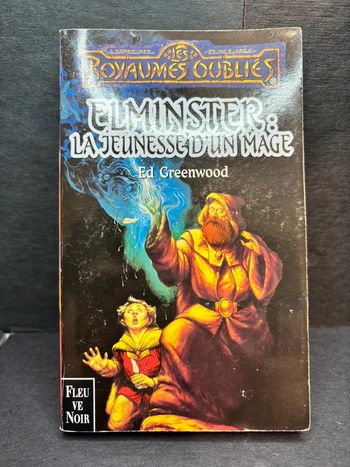 LES
ROYAUMES OUBLIÉS
ELMINSTER :
LA JEUNESSE D'UN MAGE
Ed Greenwood
FLEU
VE
NOIR